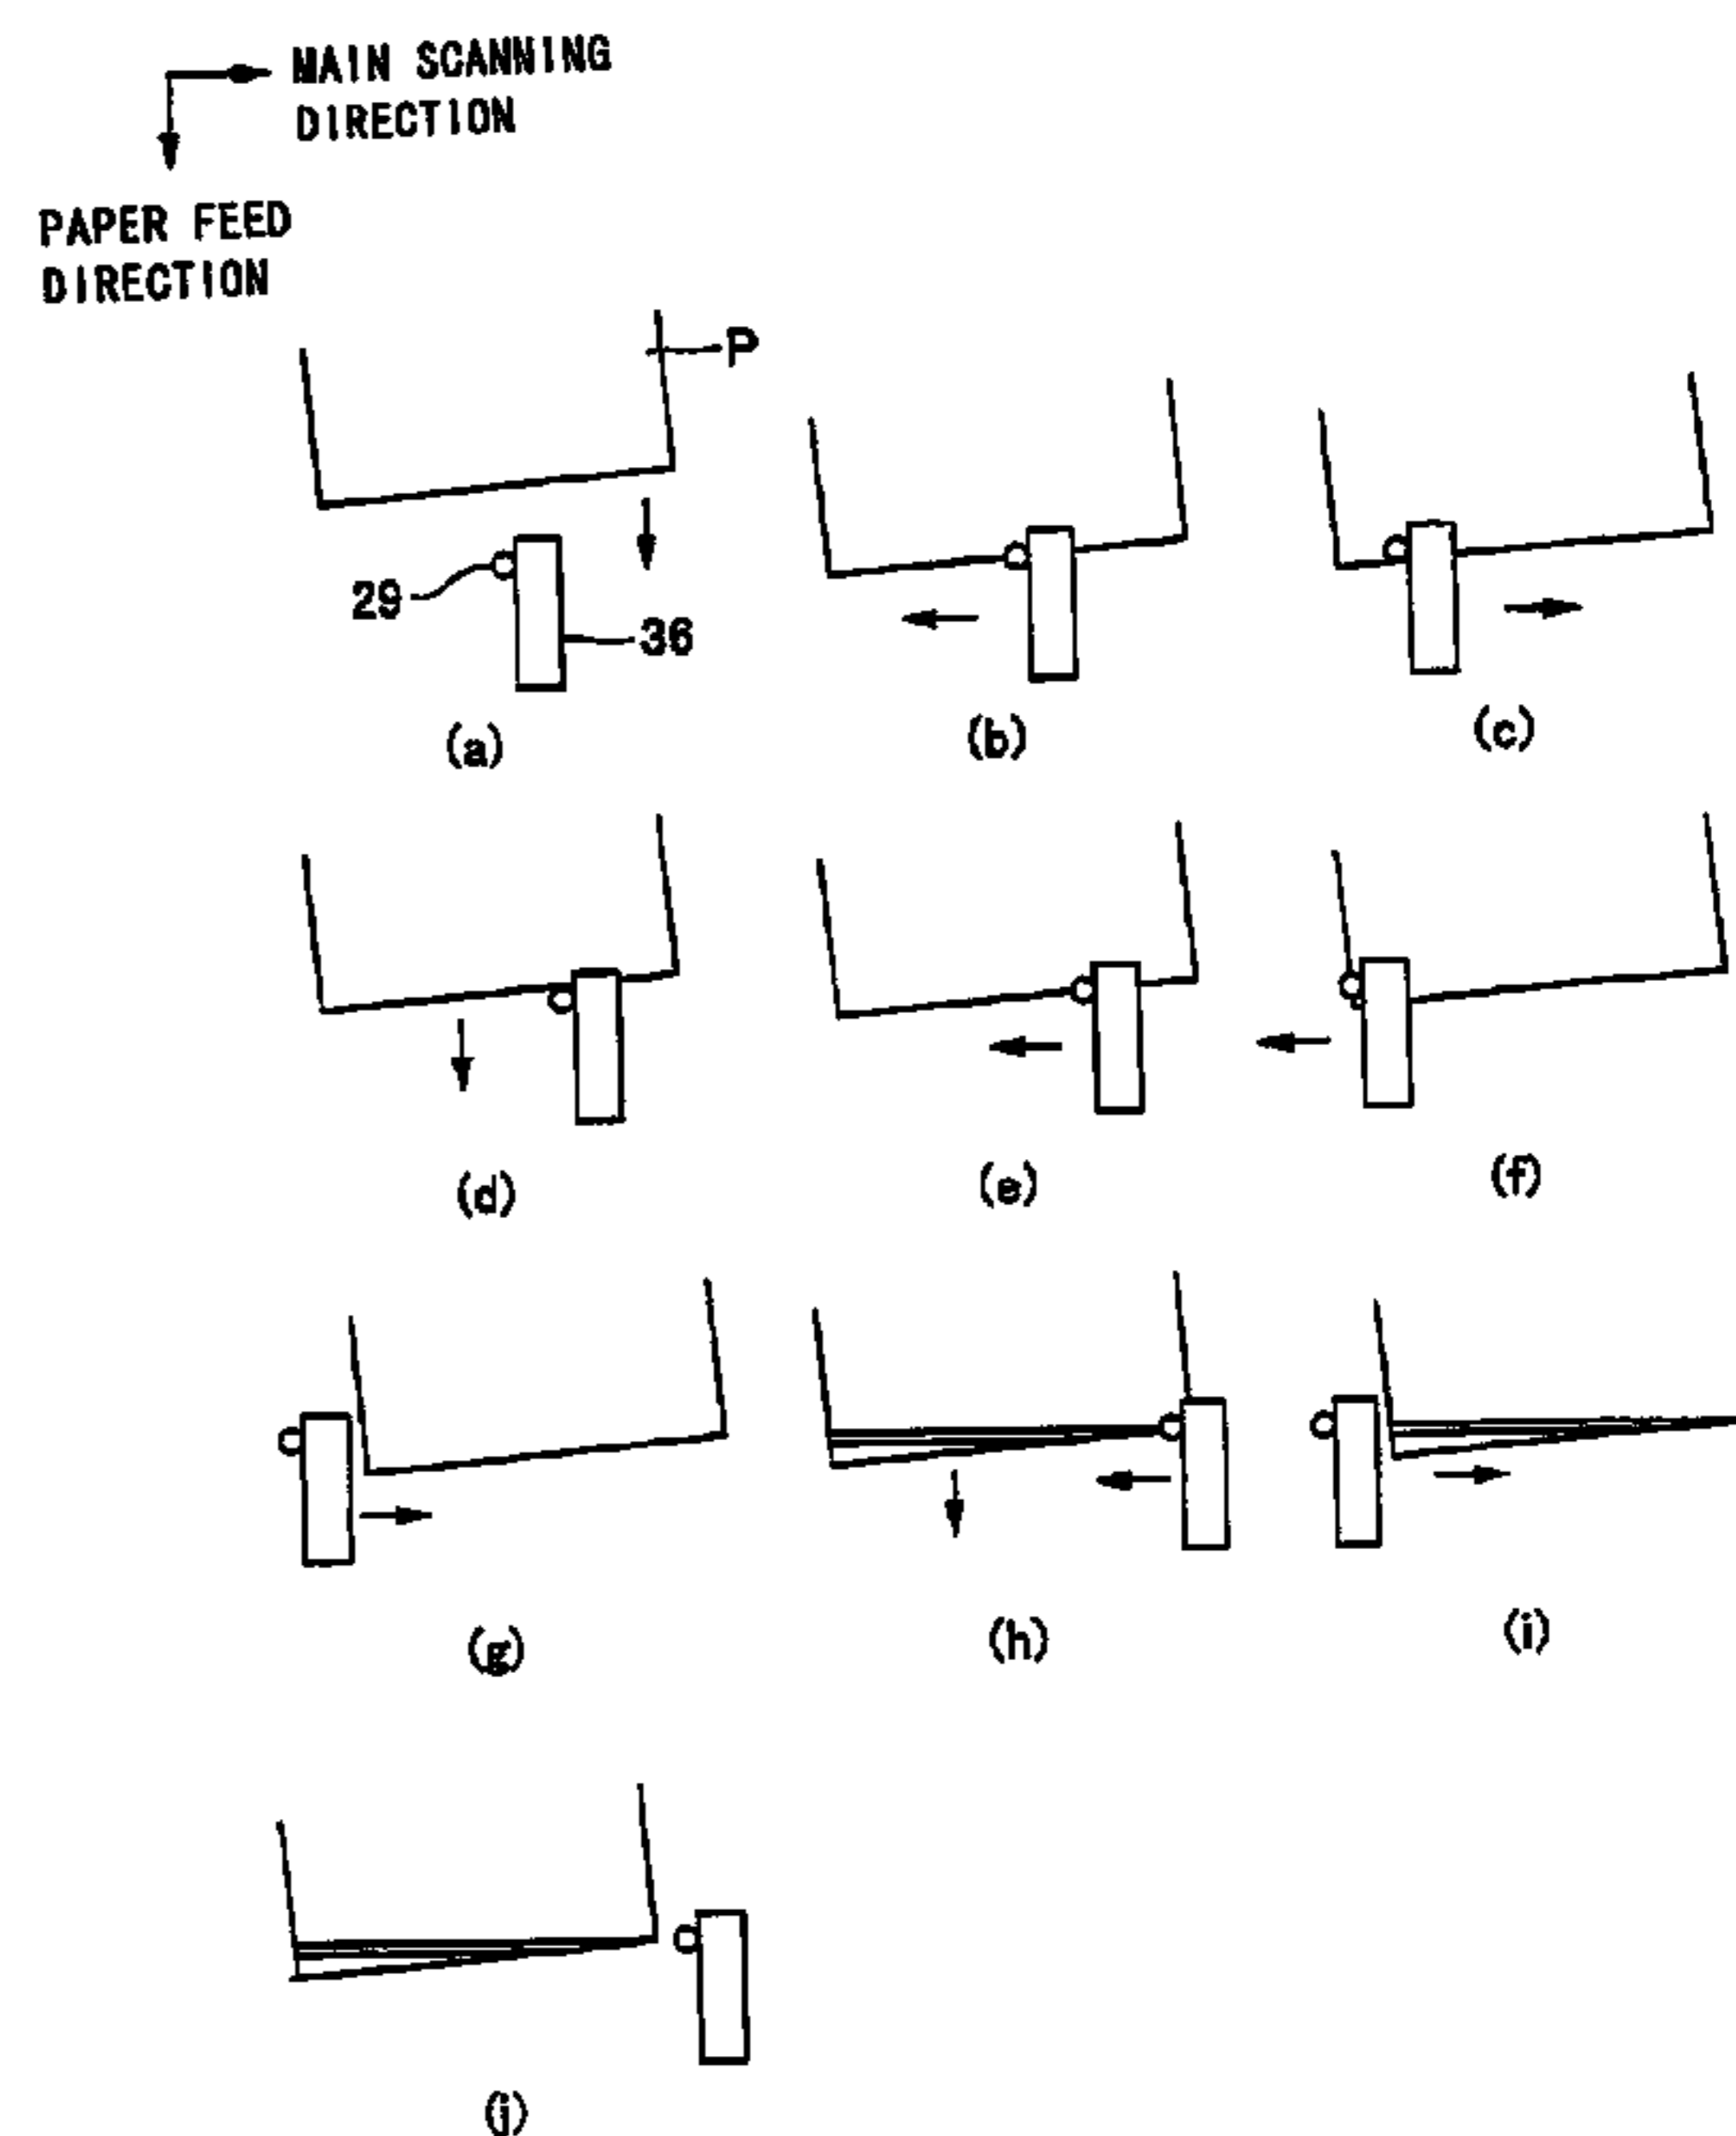 MAIN SCANNING
DIRECTION
PAPER FEED
DIRECTION
P
29
36
(a)
(b)
(c)
(d)
(e)
(f)
(g)
(h)
(i)
(j)